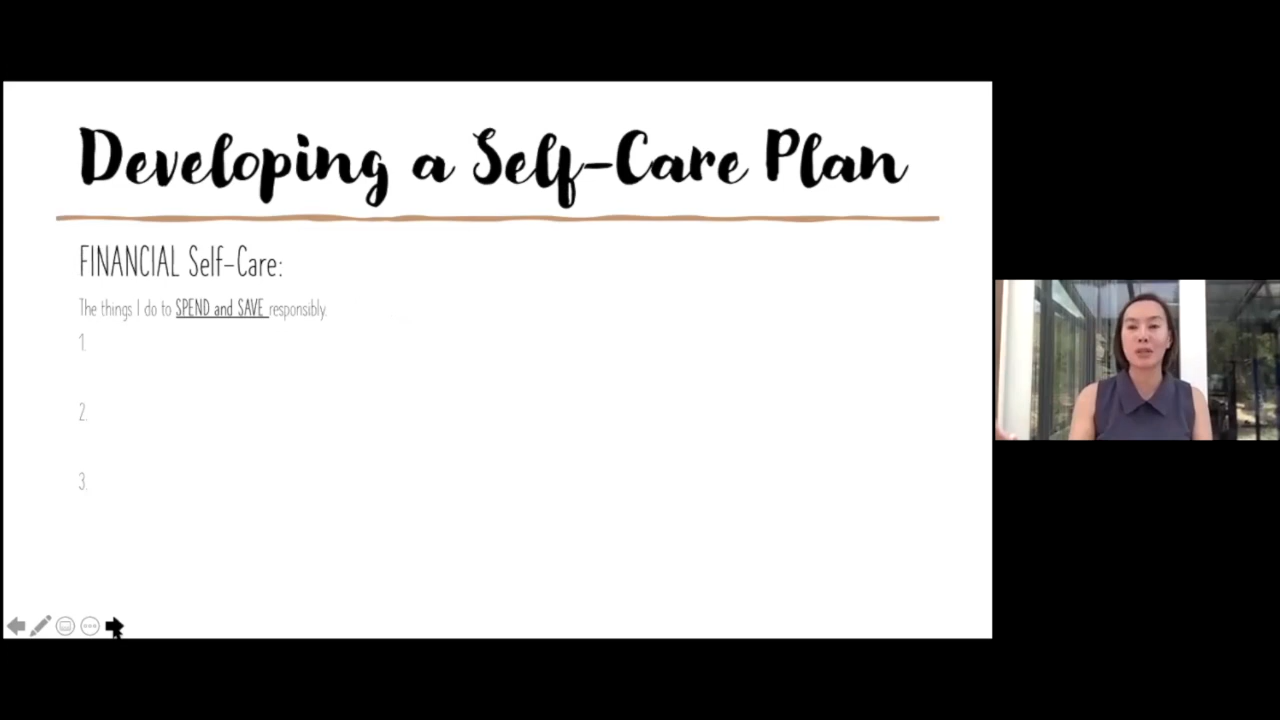 Developing a Self-Care Plan
FINANCIAL Self-Care:
The things I do to SPEND and SAVE responsibly.
1.
2.
3.